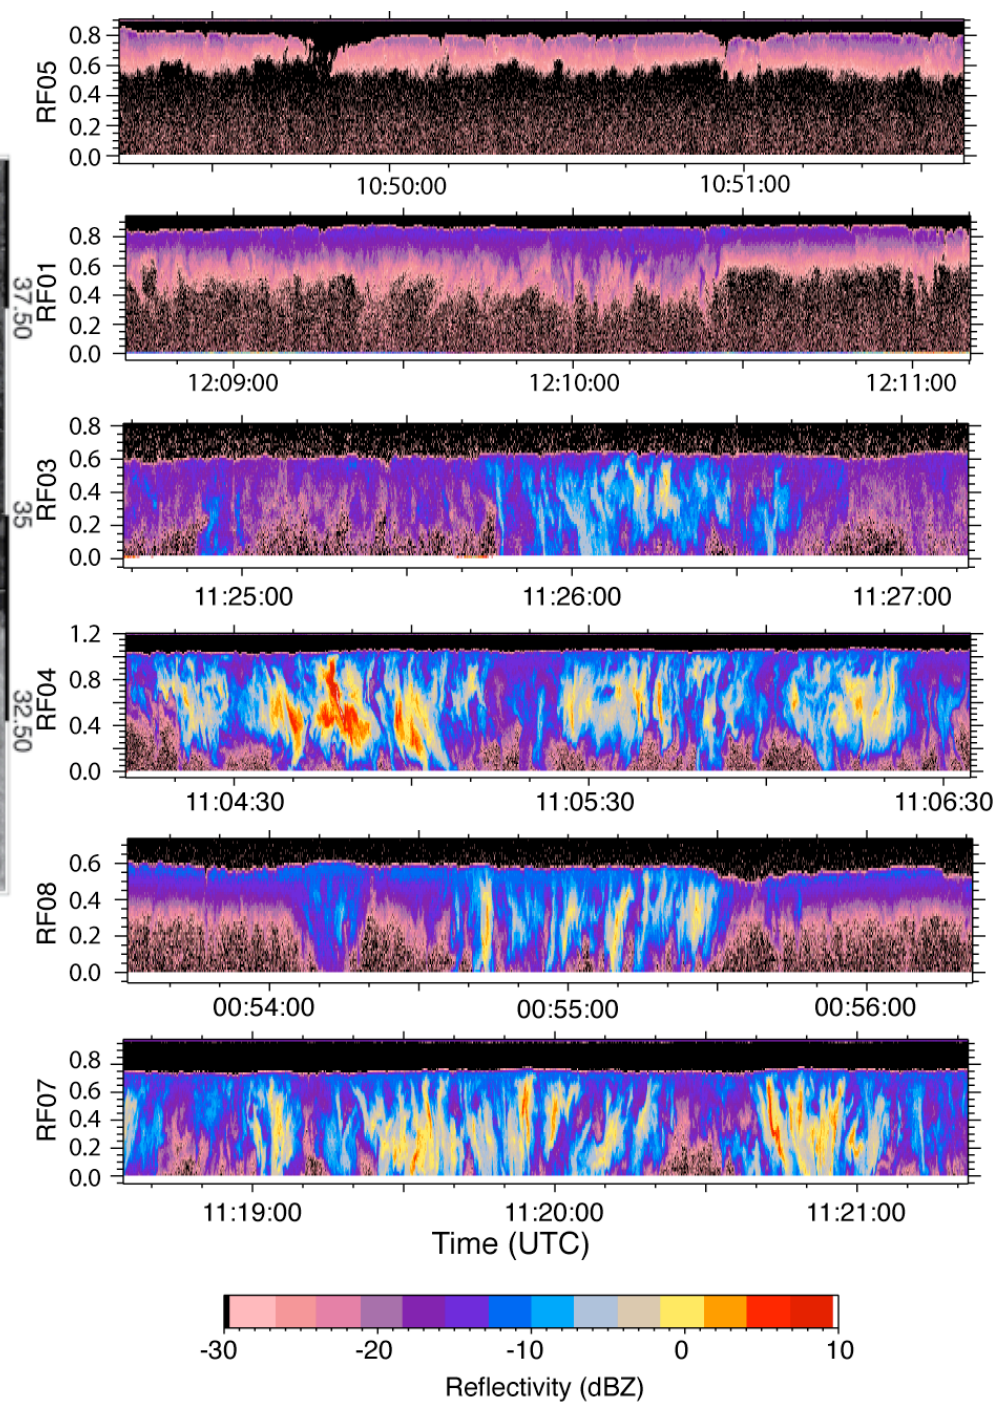 RF05
0.8
0.6
0.4
0.2
0.0
10:50:00 10:51:00
37.50
RF01
0.8
0.6
0.4
0.2
0.0
12:09:00 12:10:00 12:11:00
35
RF03
0.8
0.6
0.4
0.2
0.0
11:25:00 11:26:00 11:27:00
32.50
RF04
1.2
0.8
0.4
0.0
11:04:30 11:05:30 11:06:30
RF08
0.6
0.4
0.2
0.0
00:54:00 00:55:00 00:56:00
RF07
0.8
0.6
0.4
0.2
0.0
11:19:00 11:20:00 11:21:00
Time (UTC)
-30 -20 -10 0 10
Reflectivity (dBZ)